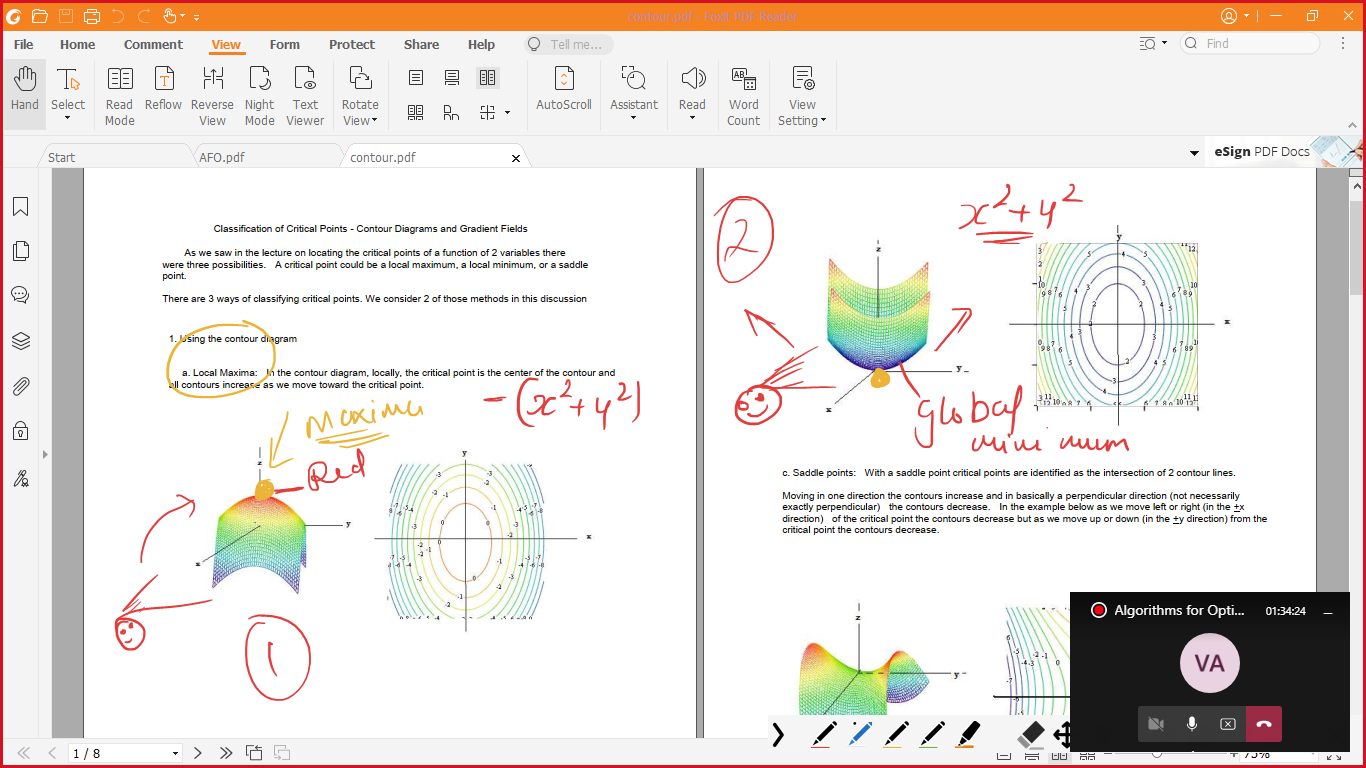 contour.pdf - Foxit PDF Reader
File Home Comment View Form Protect Share Help Tell me... Find
Hand Select Read Mode Reflow Reverse View Night Mode Text Viewer Rotate View AutoScroll Assistant Read Word Count View Setting
Start AFO.pdf contour.pdf eSign PDF Docs
Classification of Critical Points - Contour Diagrams and Gradient Fields
As we saw in the lecture on locating the critical points of a function of 2 variables there
were three possibilities. A critical point could be a local maximum, a local minimum, or a saddle
point.
There are 3 ways of classifying critical points. We consider 2 of those methods in this discussion
1. Using the contour diagram
a. Local Maxima: In the contour diagram, locally, the critical point is the center of the contour and
all contours increase as we move toward the critical point.
-(x²+y²)
Maxima
Red
z
y
x
y
x
1
2
x²+y²
z
y
x
y
x
Global
minimum
c. Saddle points: With a saddle point critical points are identified as the intersection of 2 contour lines.
Moving in one direction the contours increase and in basically a perpendicular direction (not necessarily
exactly perpendicular) the contours decrease. In the example below as we move left or right (in the ±x
direction) of the critical point the contours decrease but as we move up or down (in the ±y direction) from the
critical point the contours decrease.
z
y
Algorithms for Opti... 01:34:24
VA
1 / 8
75%